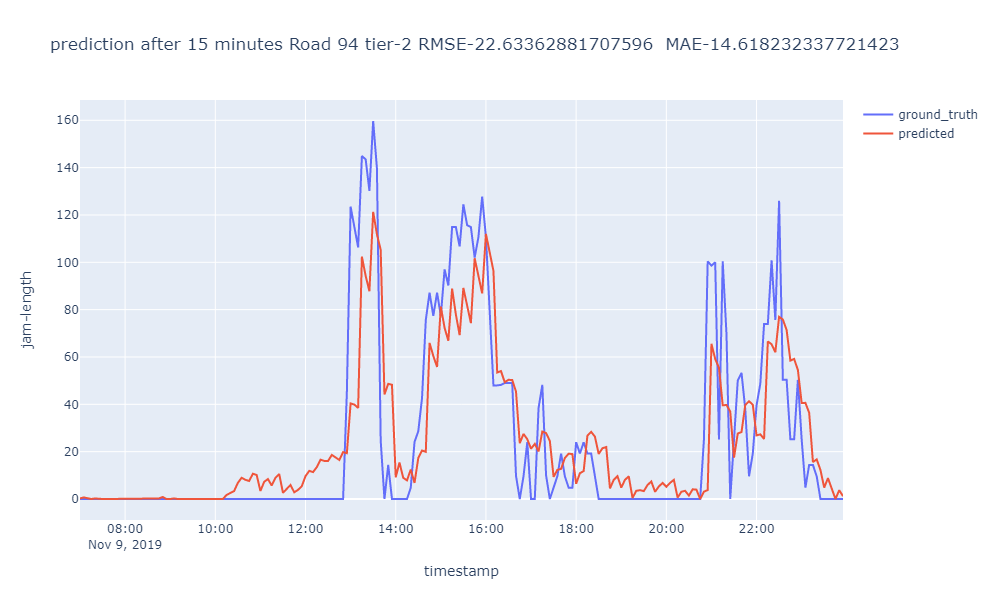 prediction after 15 minutes Road 94 tier-2 RMSE-22.63362881707596  MAE-14.618232337721423
ground_truth
predicted
160
140
120
100
80
60
40
20
0
jam-length
08:00 10:00 12:00 14:00 16:00 18:00 20:00 22:00
Nov 9, 2019
timestamp